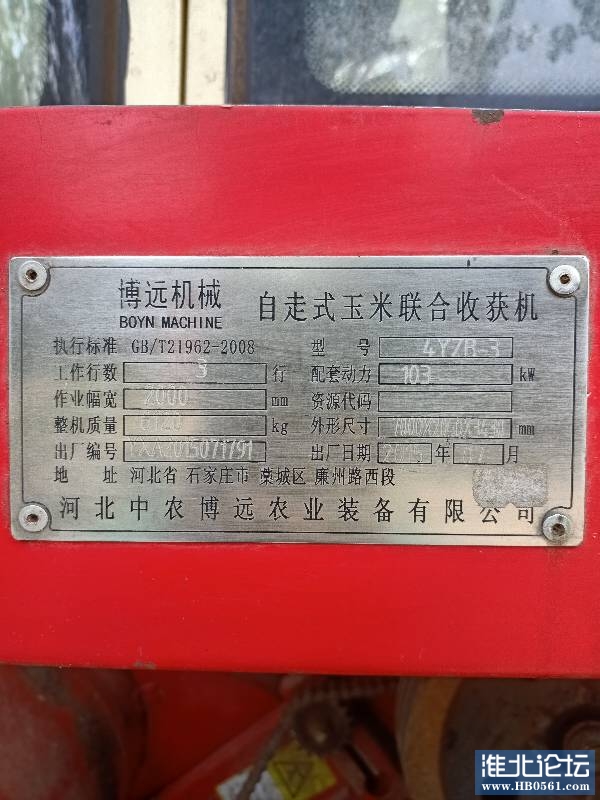 博远机械 自走式玉米联合收获机
BOYN MACHINE
执行标准 GB/T21962-2008 型 号 4YZB-3
工作行数 3 行 配套动力 103 kW
作业幅宽 2000 mm 资源代码
整机质量 6120 kg 外形尺寸 mm
出厂编号 2015071791 出厂日期 2015 年 07 月
地 址 河北省 石家庄市 藁城区 廉州路西段
河北中农博远农业装备有限公司
淮北论坛
www.HB0561.com